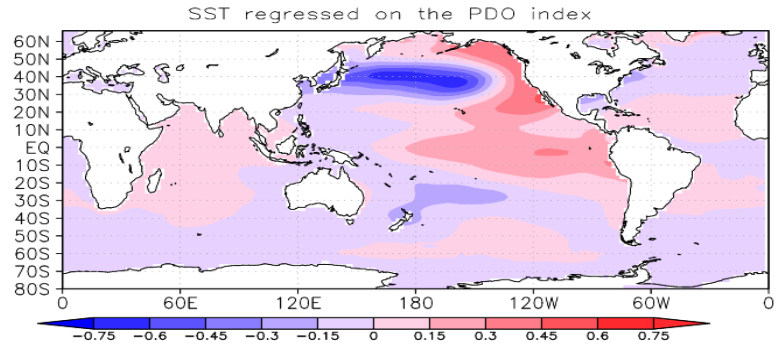 SST regressed on the PDO index
60N
50N
40N
30N
20N
10N
EQ
10S
20S
30S
40S
50S
60S
70S
80S
0 60E 120E 180 120W 60W 0
-0.75 -0.6 -0.45 -0.3 -0.15 0 0.15 0.3 0.45 0.6 0.75